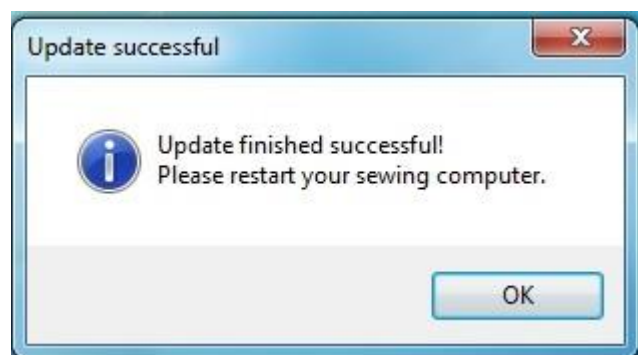 Update successful
Update finished successful!
Please restart your sewing computer.
OK